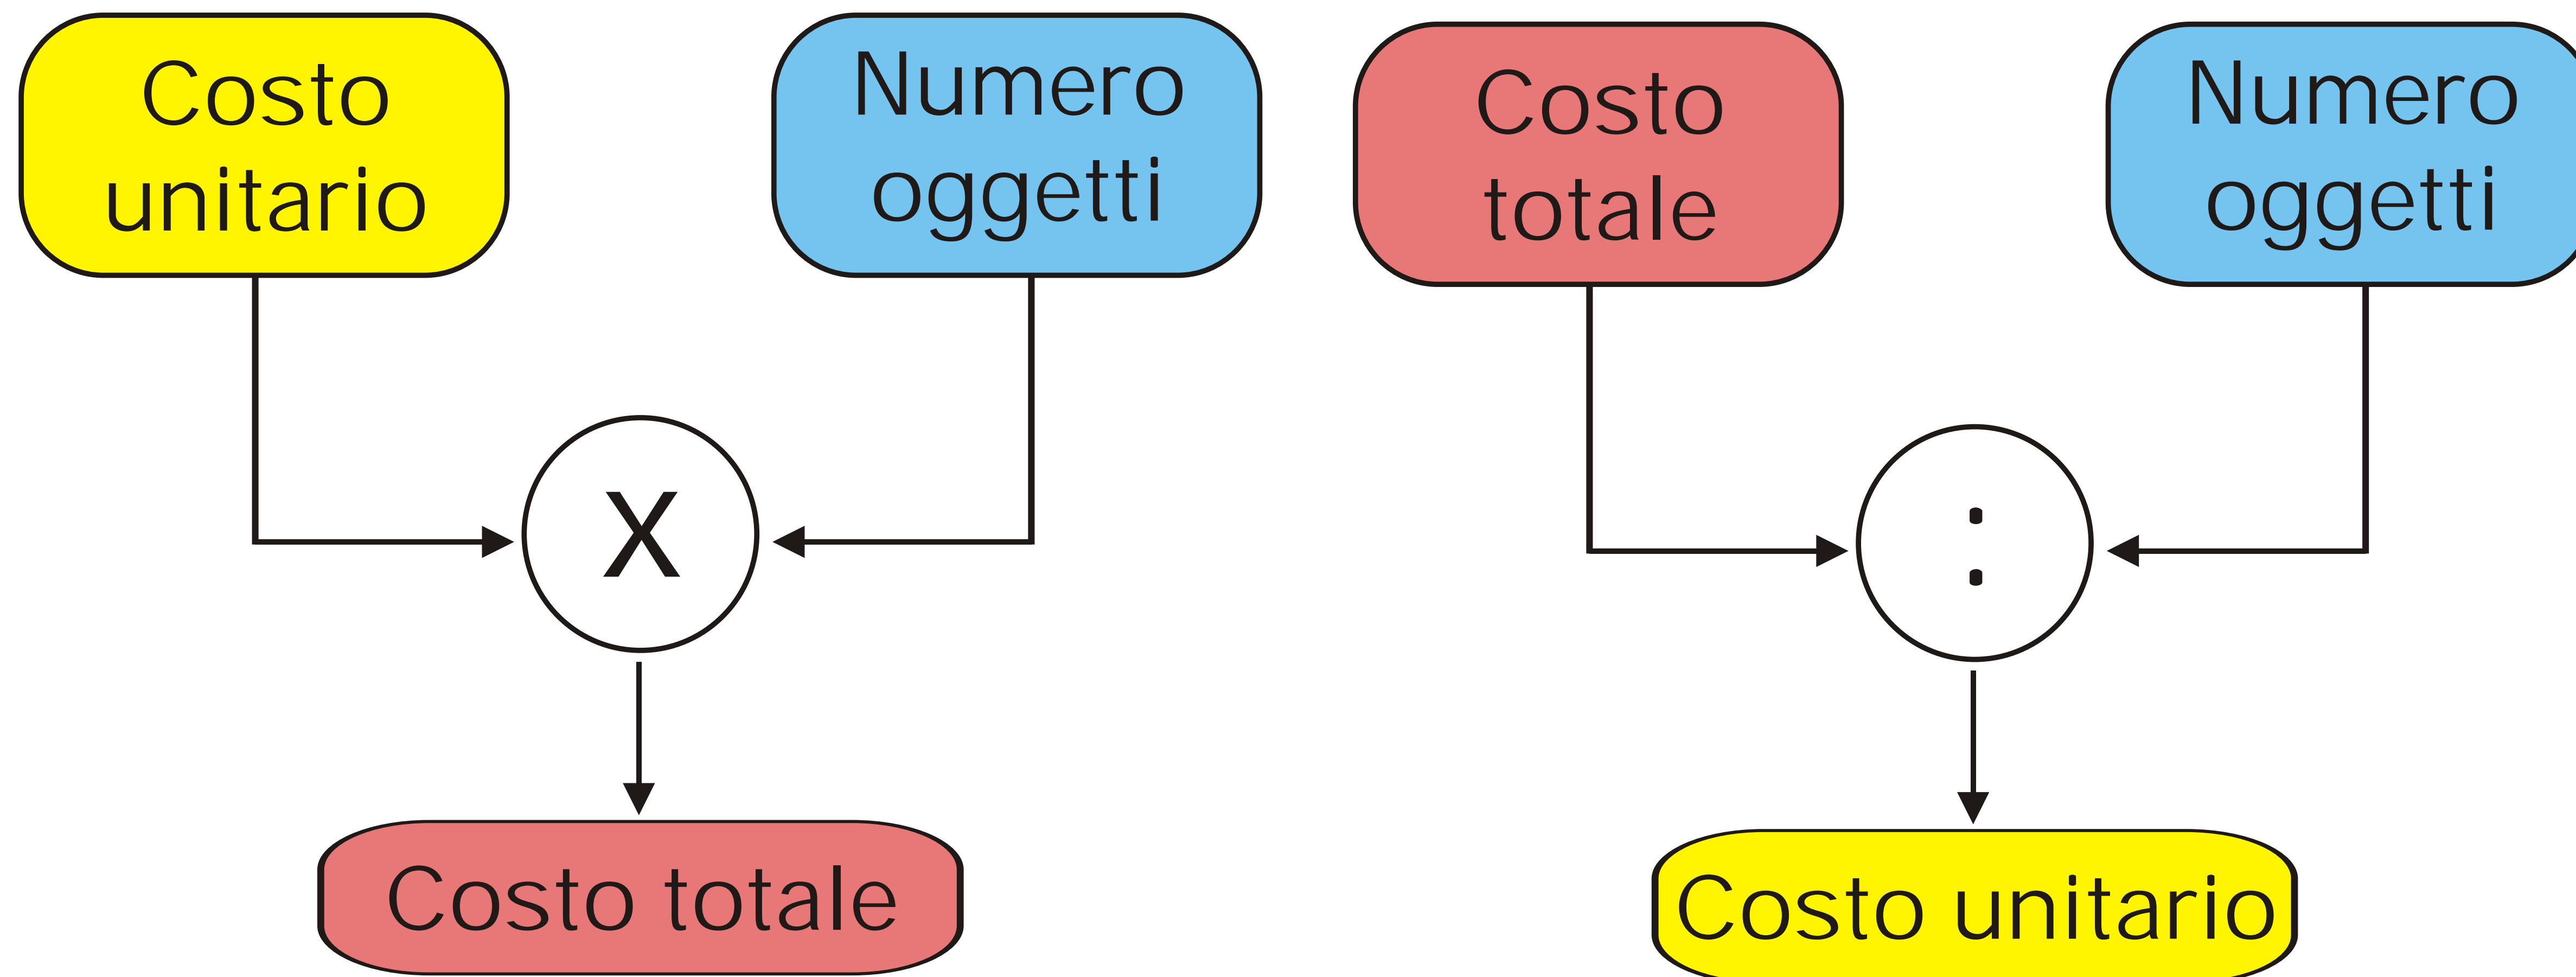 Costo
unitario
Numero
oggetti
X
Costo totale
Costo
totale
Numero
oggetti
:
Costo unitario